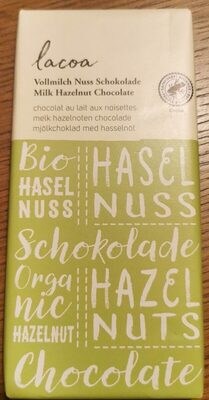 lacoa
Vollmilch Nuss Schokolade
Milk Hazelnut Chocolate
chocolat au lait aux noisettes
melk hazelnoten chocolade
mjölkchoklad med hasselnöt
Bio
HASEL
NUSS
HASEL
NUSS
Schokolade
Orga
nic
HAZELNUT
HAZEL
NUTS
Chocolate